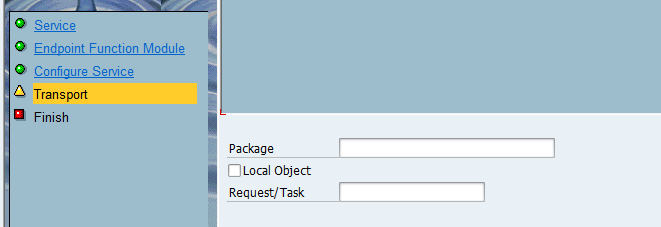 Service
Endpoint Function Module
Configure Service
Transport
Finish
Package
Local Object
Request/Task